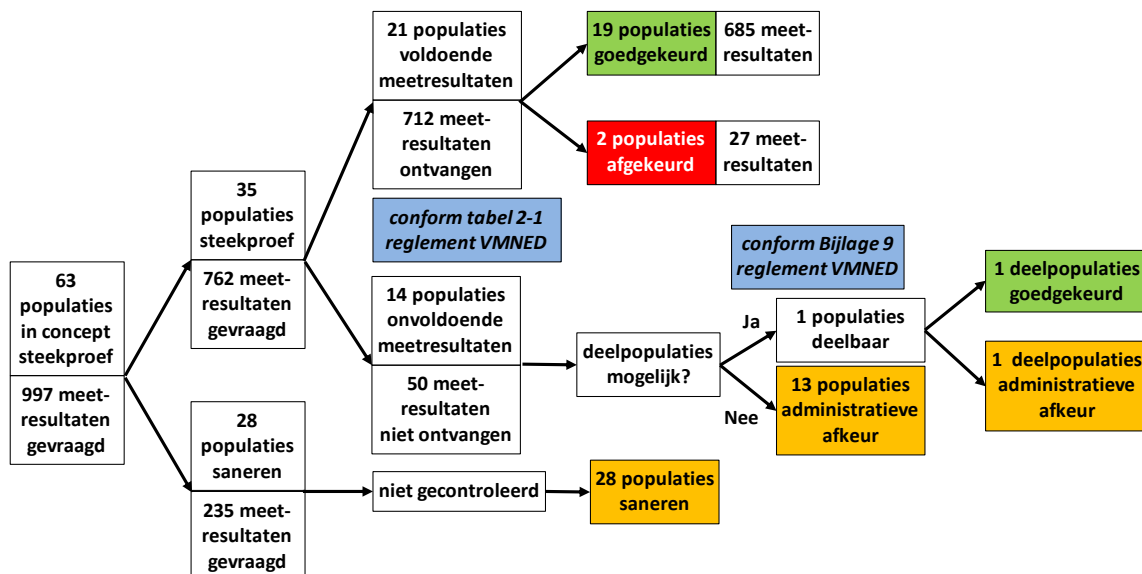 63
populaties
in concept
steekproef
997 meet-
resultaten
gevraagd
35
populaties
steekproef
762 meet-
resultaten
gevraagd
28
populaties
saneren
235 meet-
resultaten
gevraagd
21 populaties
voldoende
meetresultaten
712 meet-
resultaten
ontvangen
conform tabel 2-1
reglement VMNED
14 populaties
onvoldoende
meetresultaten
50 meet-
resultaten
niet ontvangen
niet gecontroleerd
19 populaties
goedgekeurd
685 meet-
resultaten
2 populaties
afgekeurd
27 meet-
resultaten
deelpopulaties
mogelijk?
28 populaties
saneren
conform Bijlage 9
reglement VMNED
Ja
1 populaties
deelbaar
Nee
13 populaties
administratieve
afkeur
1 deelpopulaties
goedgekeurd
1 deelpopulaties
administratieve
afkeur